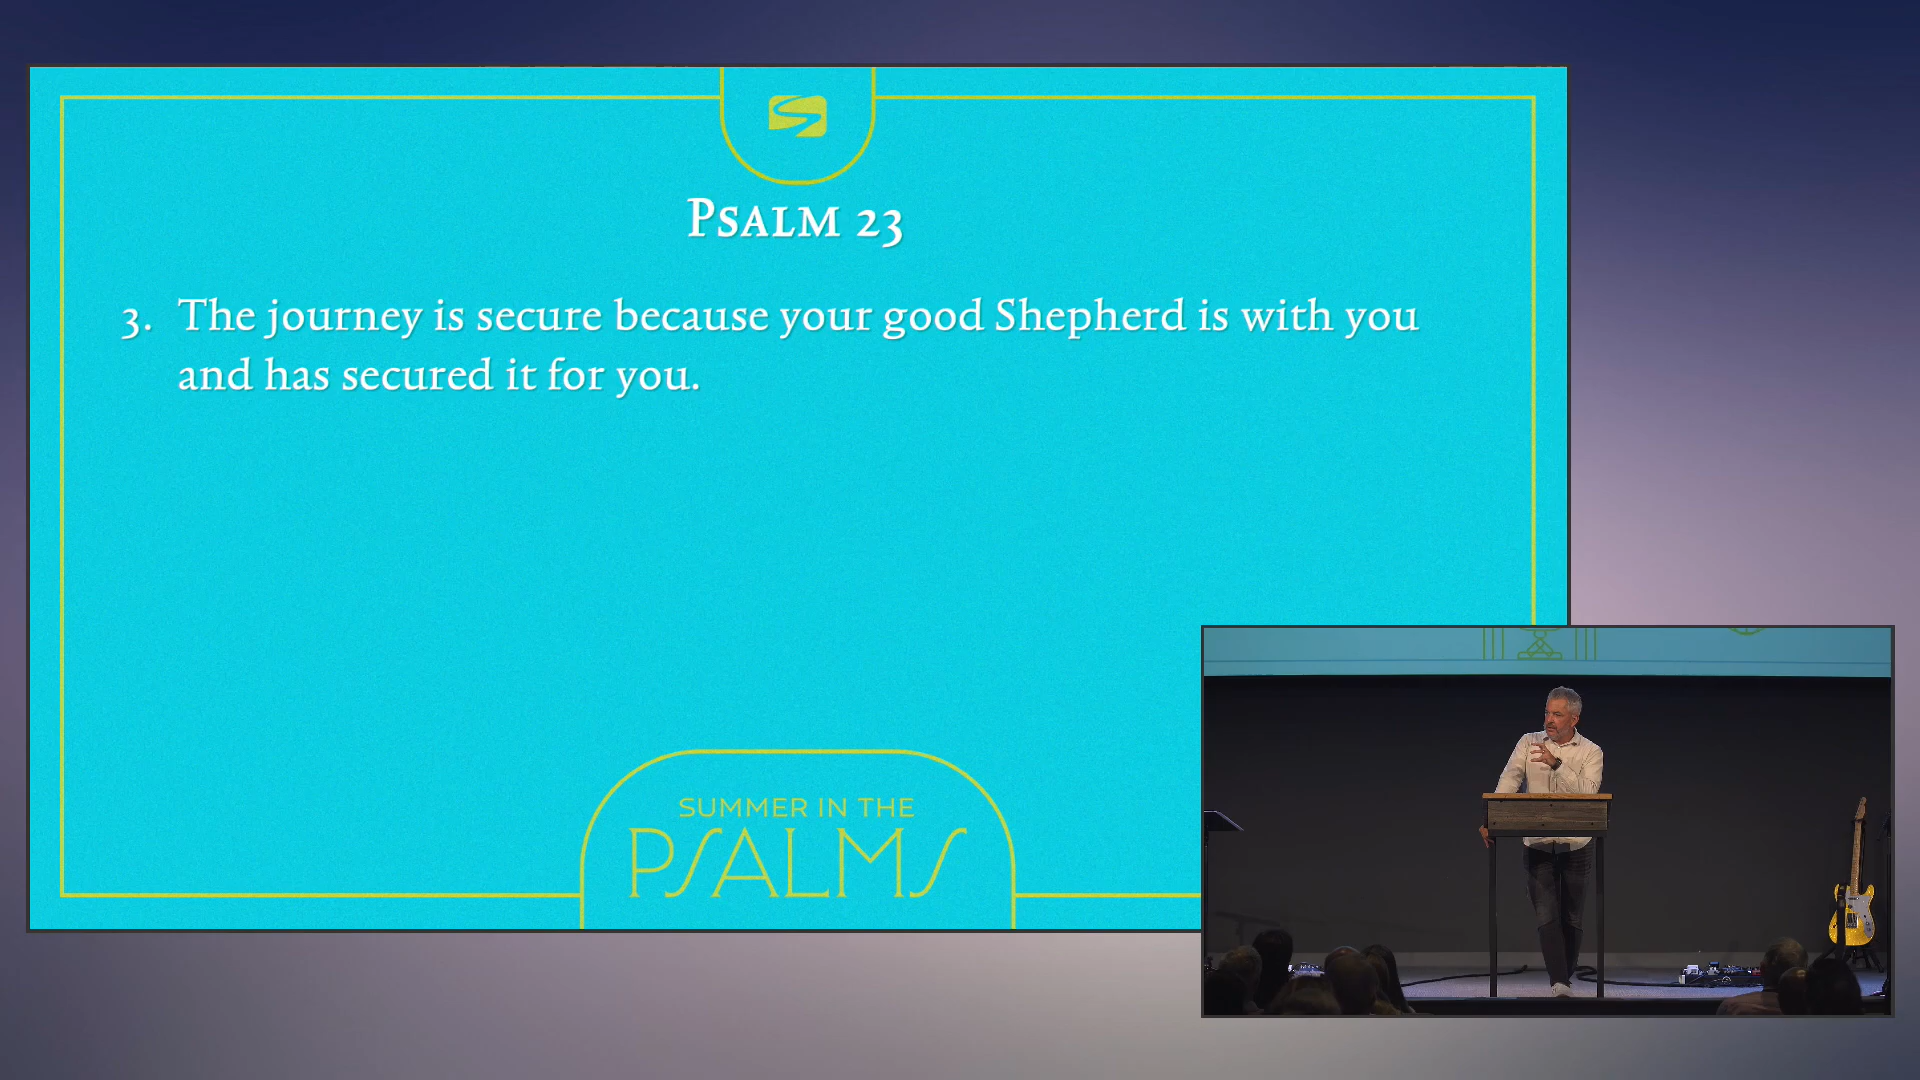 Psalm 23
3. The journey is secure because your good Shepherd is with you
and has secured it for you.
SUMMER IN THE
PSALMS